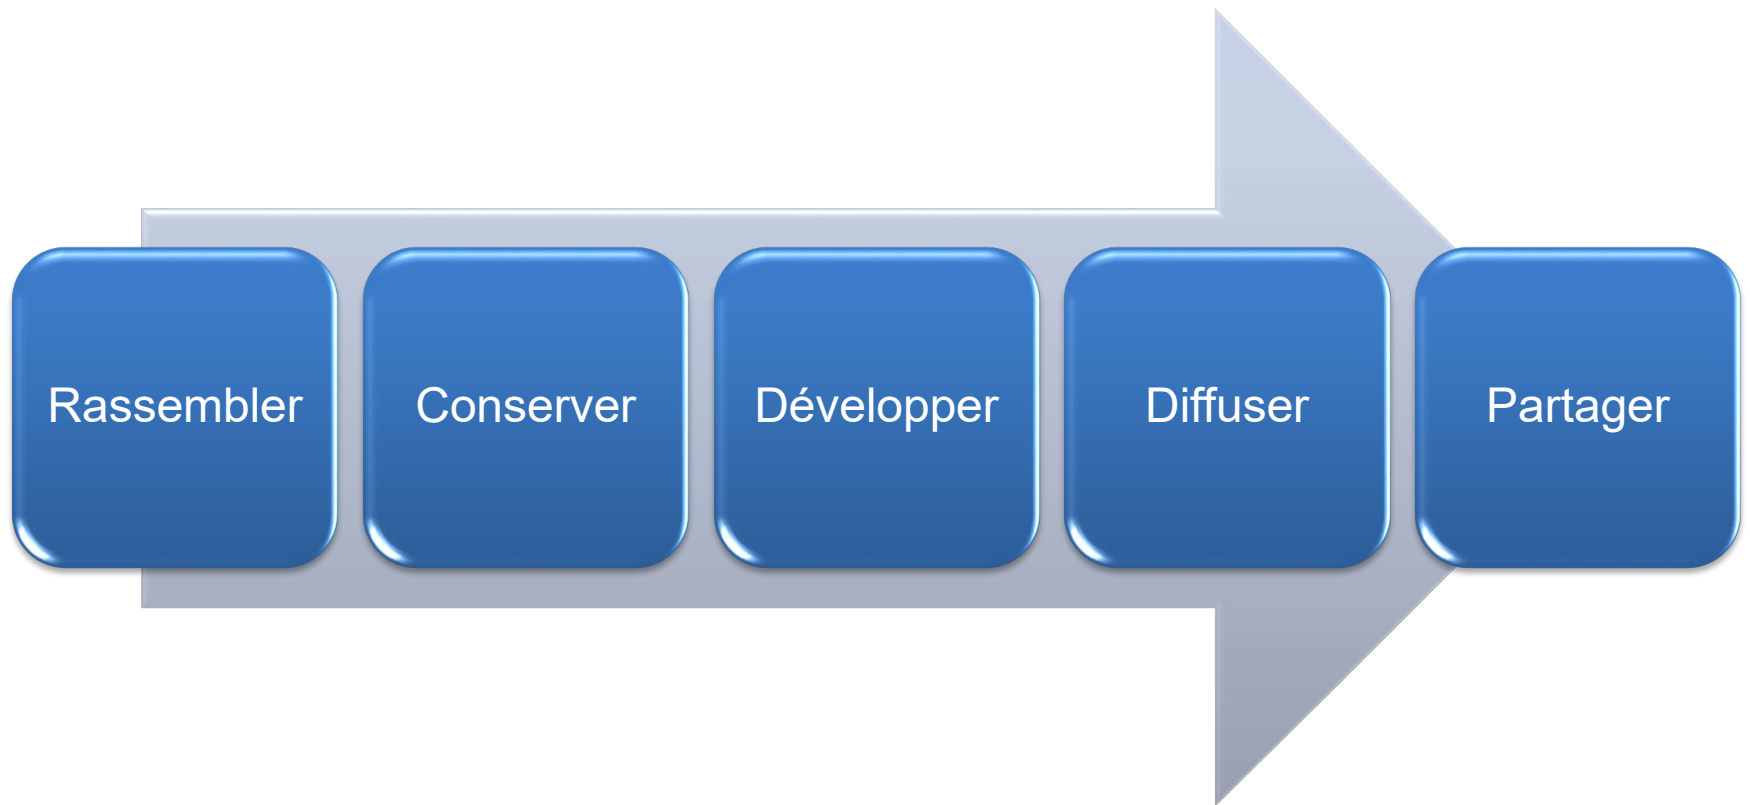 Rassembler
Conserver
Développer
Diffuser
Partager